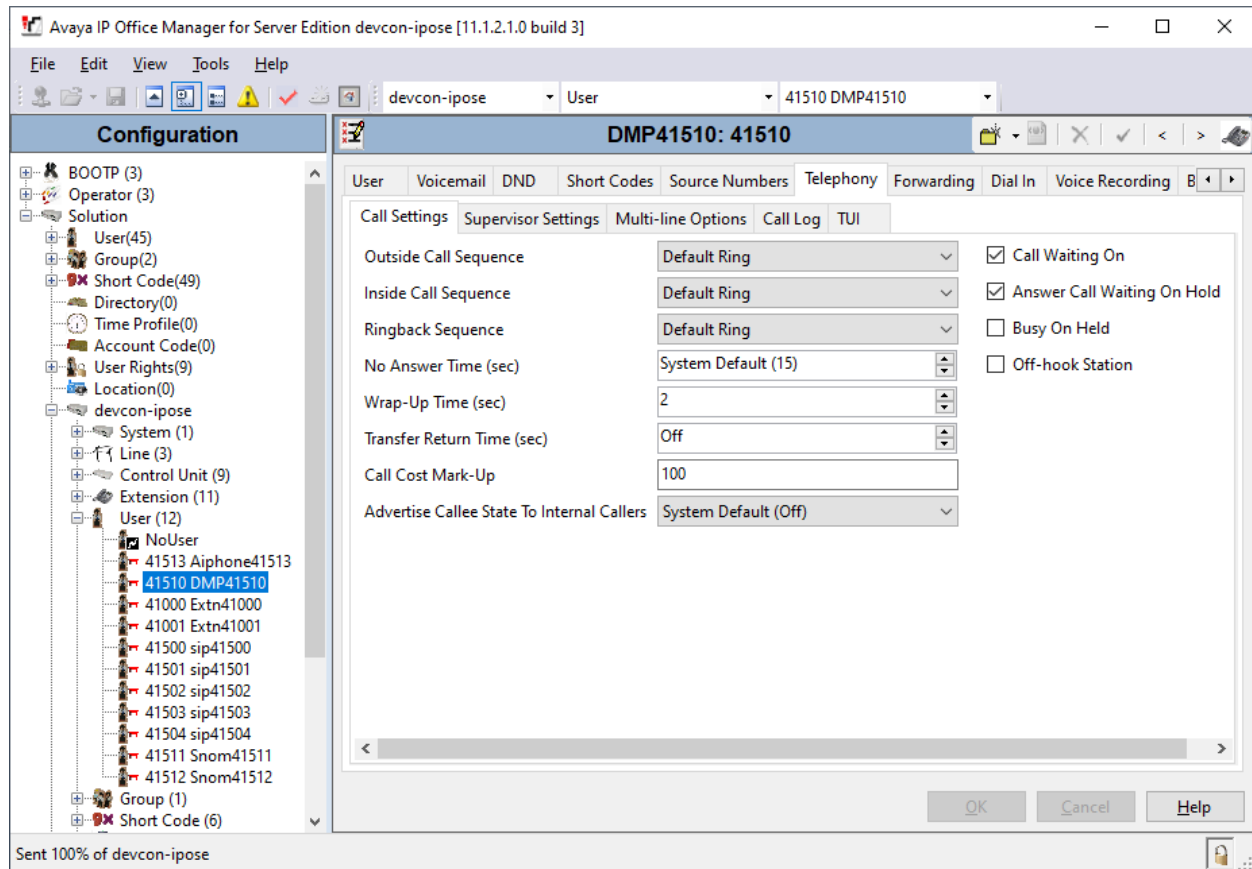 Avaya IP Office Manager for Server Edition devcon-ipose [11.1.2.1.0 build 3]
File Edit View Tools Help
devcon-ipose User 41510 DMP41510
Configuration
BOOTP (3)
Operator (3)
Solution
User(45)
Group(2)
Short Code(49)
Directory(0)
Time Profile(0)
Account Code(0)
User Rights(9)
Location(0)
devcon-ipose
System (1)
Line (3)
Control Unit (9)
Extension (11)
User (12)
NoUser
41513 Aiphone41513
41510 DMP41510
41000 Extn41000
41001 Extn41001
41500 sip41500
41501 sip41501
41502 sip41502
41503 sip41503
41504 sip41504
41511 Snom41511
41512 Snom41512
Group (1)
Short Code (6)
DMP41510: 41510
User Voicemail DND Short Codes Source Numbers Telephony Forwarding Dial In Voice Recording B
Call Settings Supervisor Settings Multi-line Options Call Log TUI
Outside Call Sequence Default Ring Call Waiting On
Inside Call Sequence Default Ring Answer Call Waiting On Hold
Ringback Sequence Default Ring Busy On Held
No Answer Time (sec) System Default (15) Off-hook Station
Wrap-Up Time (sec) 2
Transfer Return Time (sec) Off
Call Cost Mark-Up 100
Advertise Callee State To Internal Callers System Default (Off)
OK Cancel Help
Sent 100% of devcon-ipose